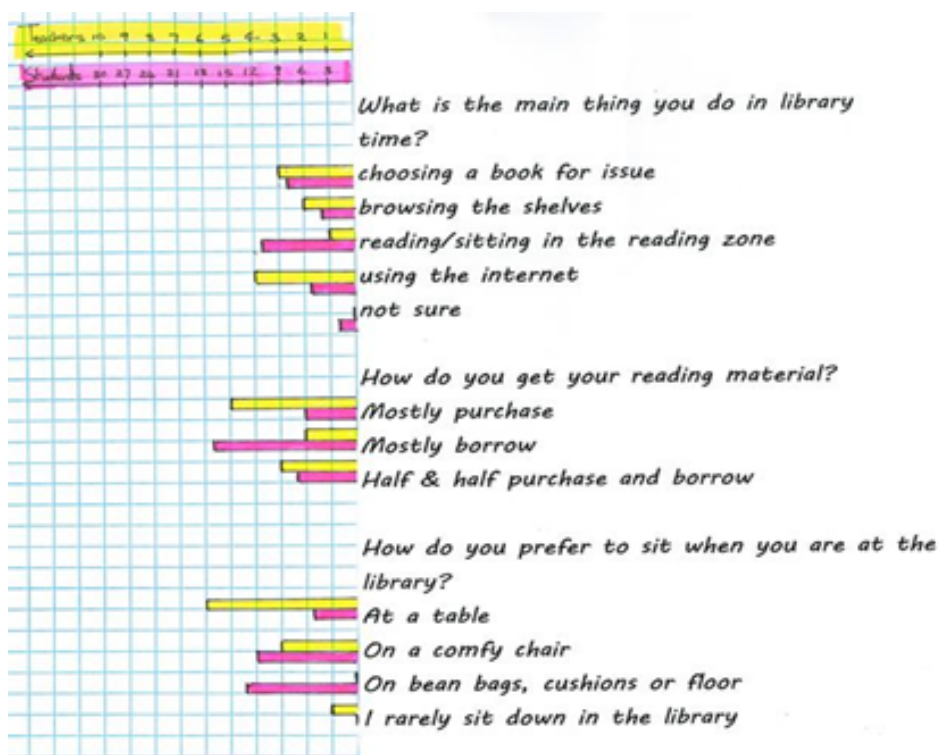 Teachers 10 9 8 7 6 5 4 3 2 1
Students 30 27 24 21 18 15 12 9 6 3
What is the main thing you do in library
time?
choosing a book for issue
browsing the shelves
reading/sitting in the reading zone
using the internet
not sure
How do you get your reading material?
Mostly purchase
Mostly borrow
Half & half purchase and borrow
How do you prefer to sit when you are at the
library?
At a table
On a comfy chair
On bean bags, cushions or floor
I rarely sit down in the library